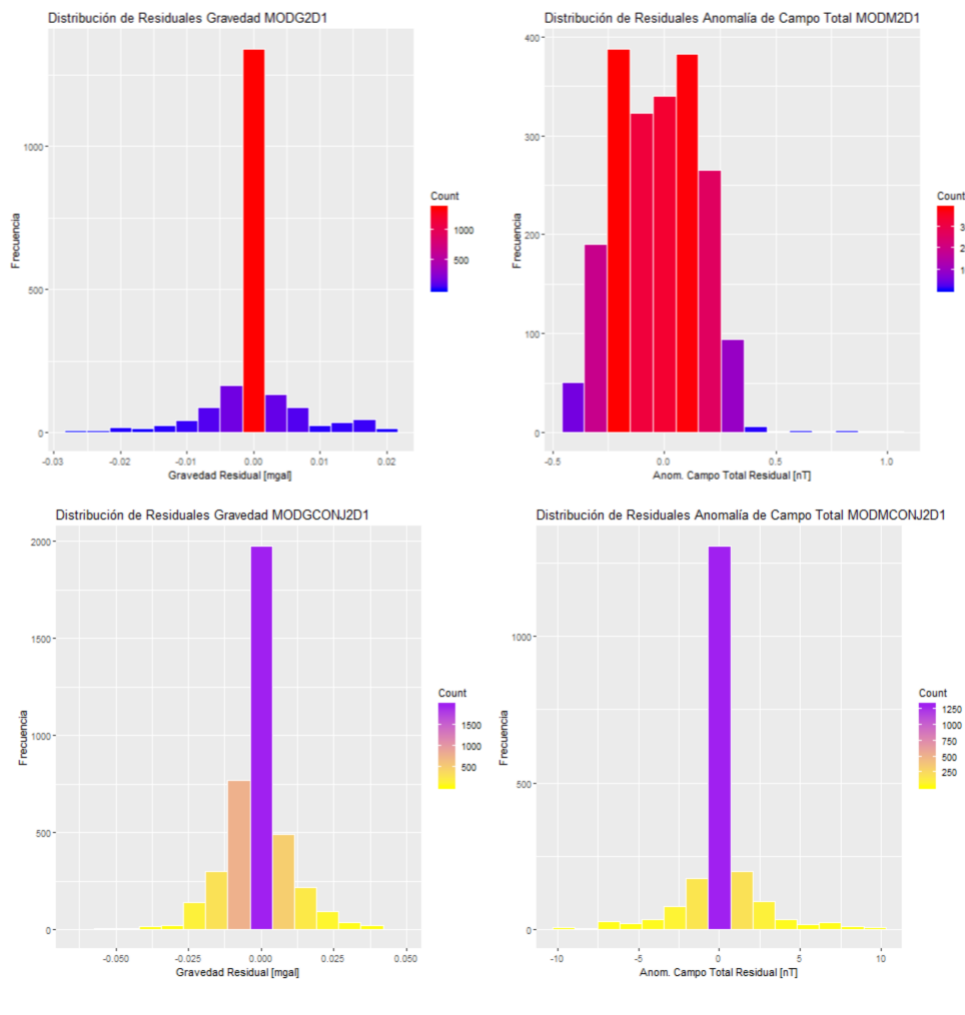 Distribución de Residuales Gravedad MODG2D1
1000
500
0
Frecuencia
-0.03 -0.02 -0.01 0.00 0.01 0.02
Gravedad Residual [mgal]
Count
1000
500
Distribución de Residuales Anomalía de Campo Total MODM2D1
400
300
200
100
0
Frecuencia
-0.5 0.0 0.5 1.0
Anom. Campo Total Residual [nT]
Count
3
2
1
Distribución de Residuales Gravedad MODGCONJ2D1
2000
1500
1000
500
0
Frecuencia
-0.050 -0.025 0.000 0.025 0.050
Gravedad Residual [mgal]
Count
1500
1000
500
Distribución de Residuales Anomalía de Campo Total MODMCONJ2D1
1000
500
0
Frecuencia
-10 -5 0 5 10
Anom. Campo Total Residual [nT]
Count
1250
1000
750
500
250